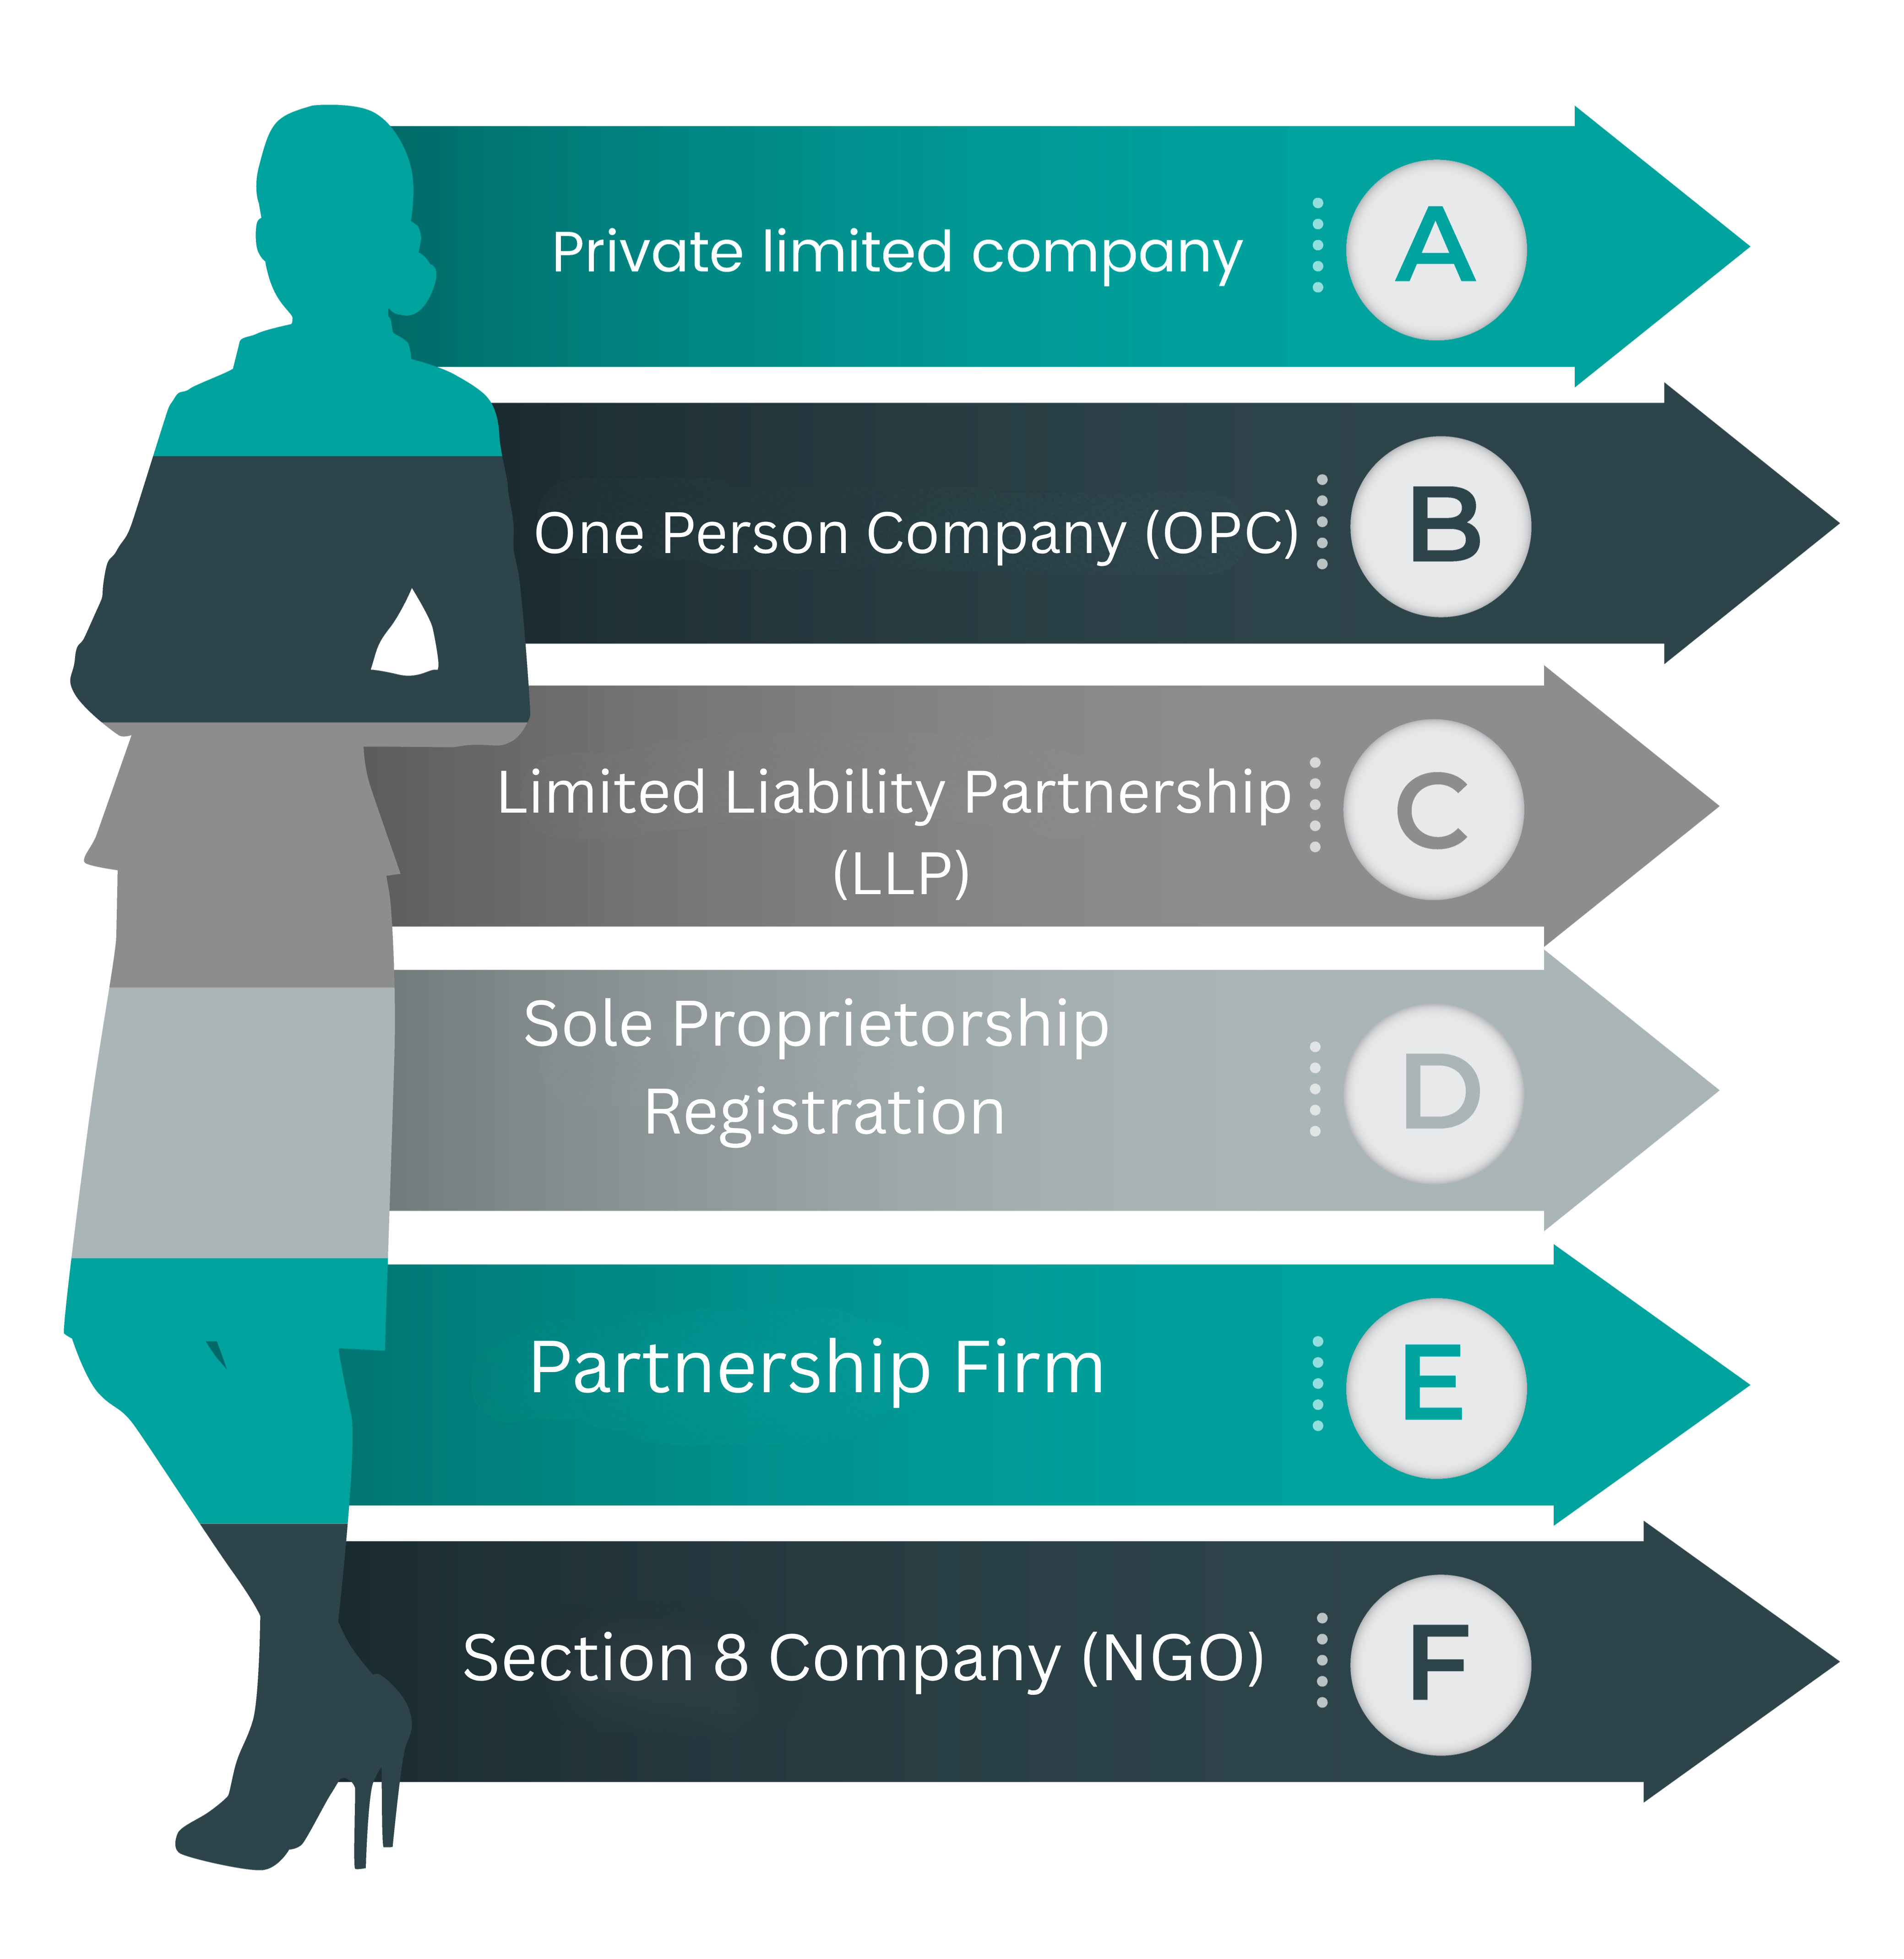 Private limited company
A
One Person Company (OPC)
B
Limited Liability Partnership
(LLP)
C
Sole Proprietorship
Registration
D
Partnership Firm
E
Section 8 Company (NGO)
F